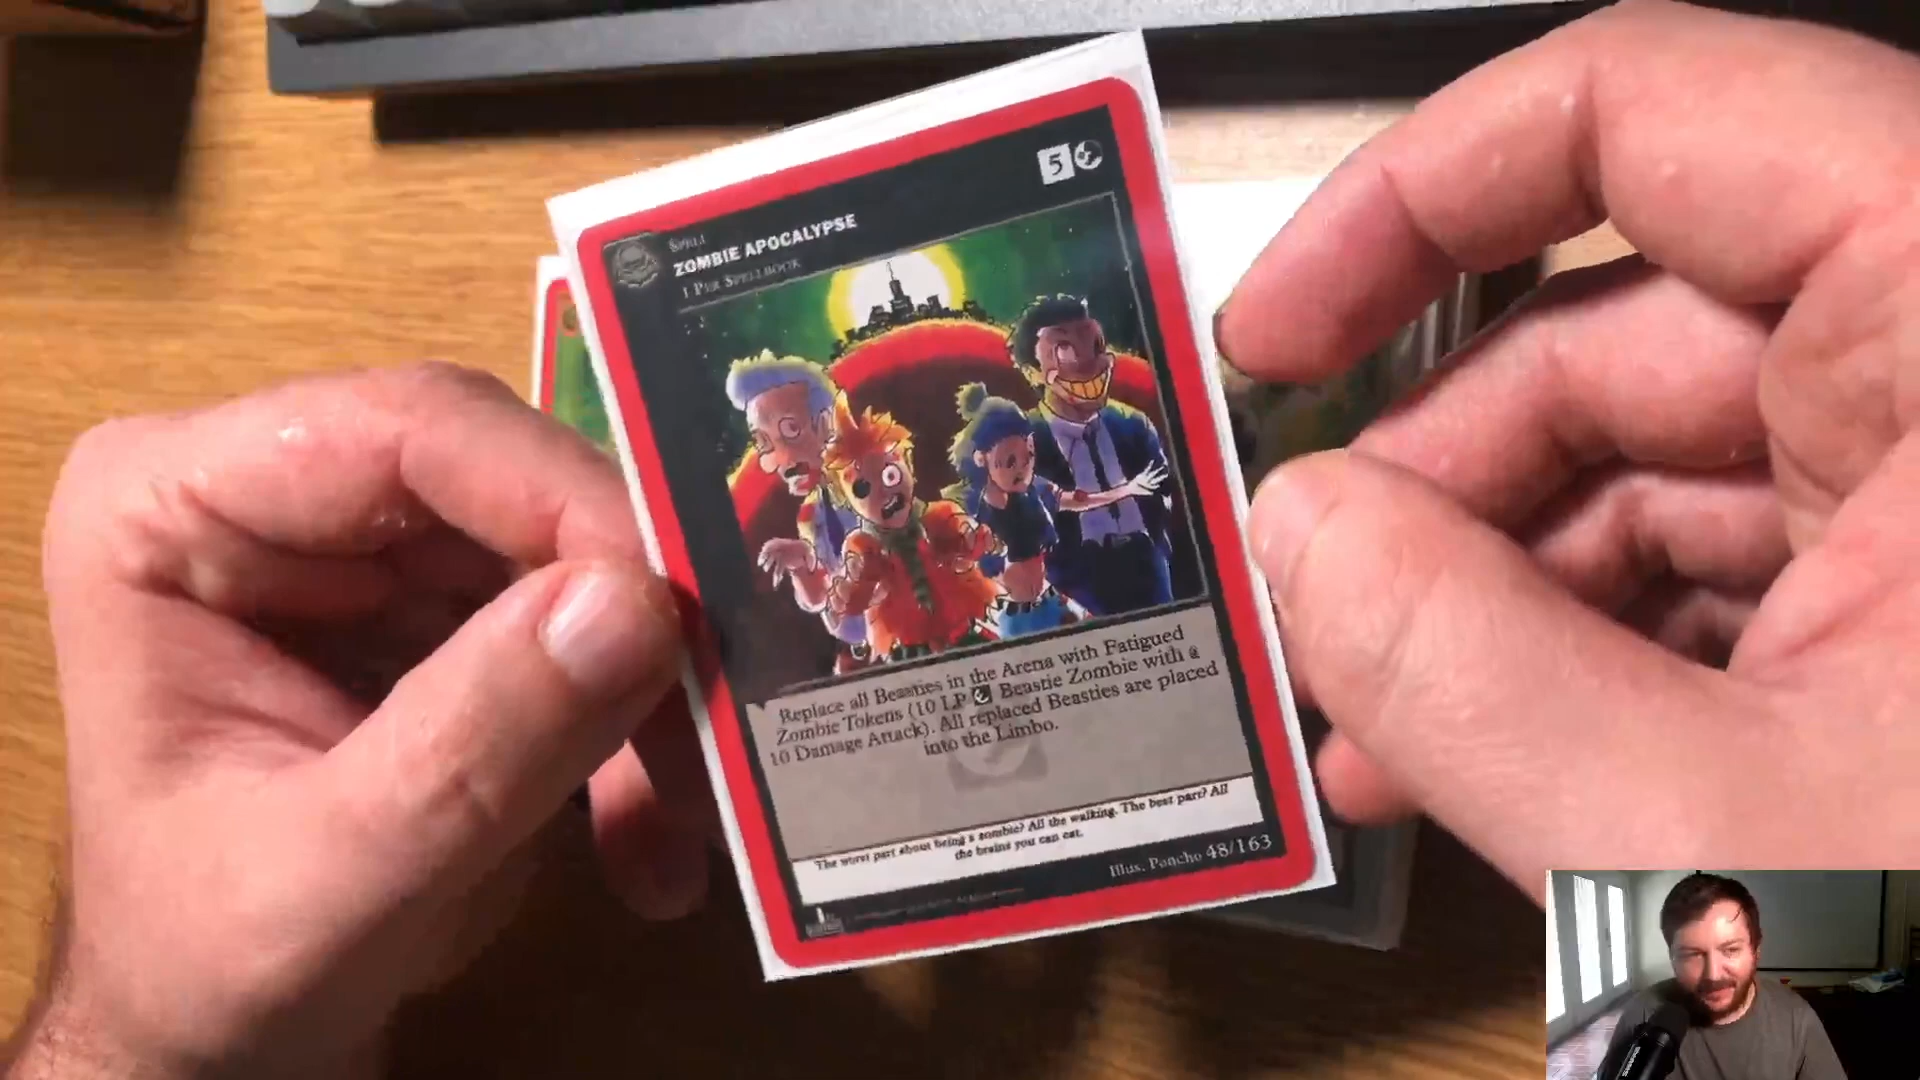 5
SPELL
ZOMBIE APOCALYPSE
1 PER SPELLBOOK
Replace all Beasties in the Arena with Fatigued
Zombie Tokens (10 LP Beastie Zombie with a
10 Damage Attack). All replaced Beasties are placed
into the Limbo.
The worst part about being a zombie? All the walking. The best part? All
the brains you can eat.
Illus. Poncho 48/163